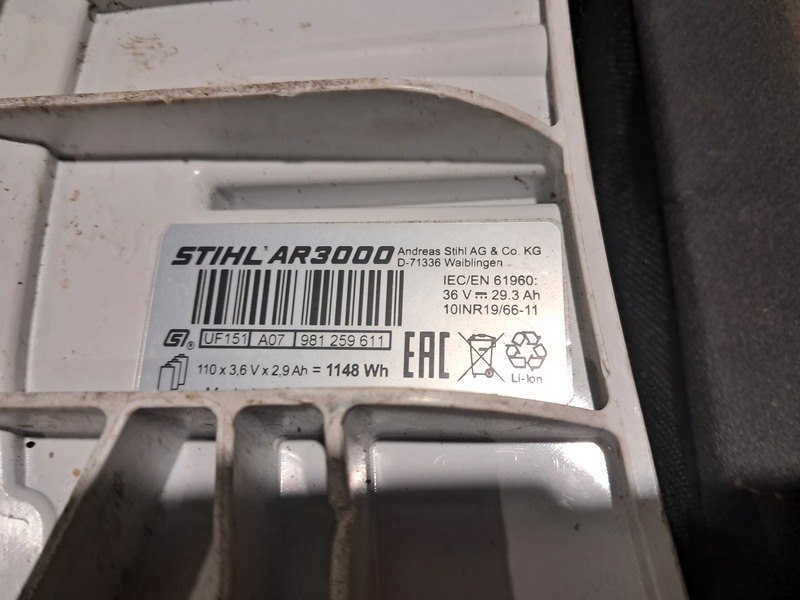 STIHL® AR3000
Andreas Stihl AG & Co. KG
D-71336 Waiblingen
IEC/EN 61960:
36 V ⎓ 29.3 Ah
10INR19/66-11
UF151 A07 981 259 611
110 x 3,6 V x 2,9 Ah = 1148 Wh
EAC
Li-Ion